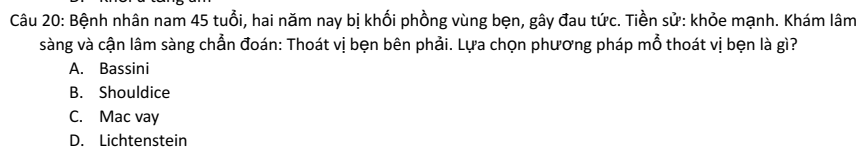 Câu 20: Bệnh nhân nam 45 tuổi, hai năm nay bị khối phồng vùng bẹn, gây đau tức. Tiền sử: khỏe mạnh. Khám lâm
sàng và cận lâm sàng chẩn đoán: Thoát vị bẹn bên phải. Lựa chọn phương pháp mổ thoát vị bẹn là gì?
A. Bassini
B. Shouldice
C. Mac vay
D. Lichtenstein